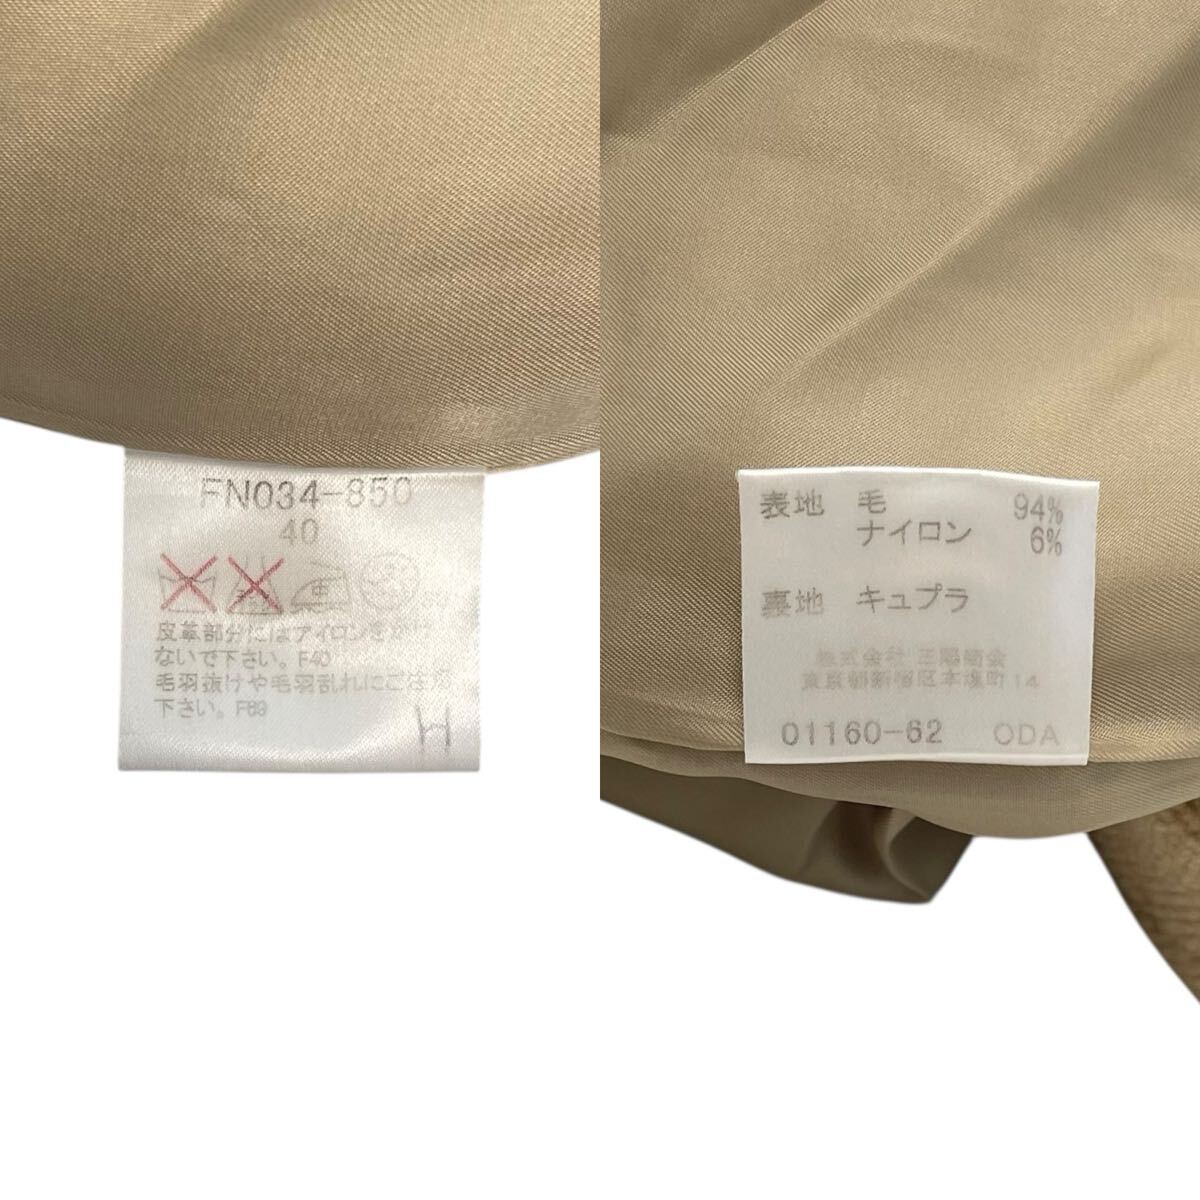 FN034-850
40
皮革部分にはアイロンをかけ
ないで下さい。F40
毛羽抜けや毛羽乱れにご注意
下さい。F69
H
表地 毛 94%
ナイロン 6%
裏地 キュプラ
株式会社 三陽商会
東京都新宿区本塩町14
01160-62 ODA